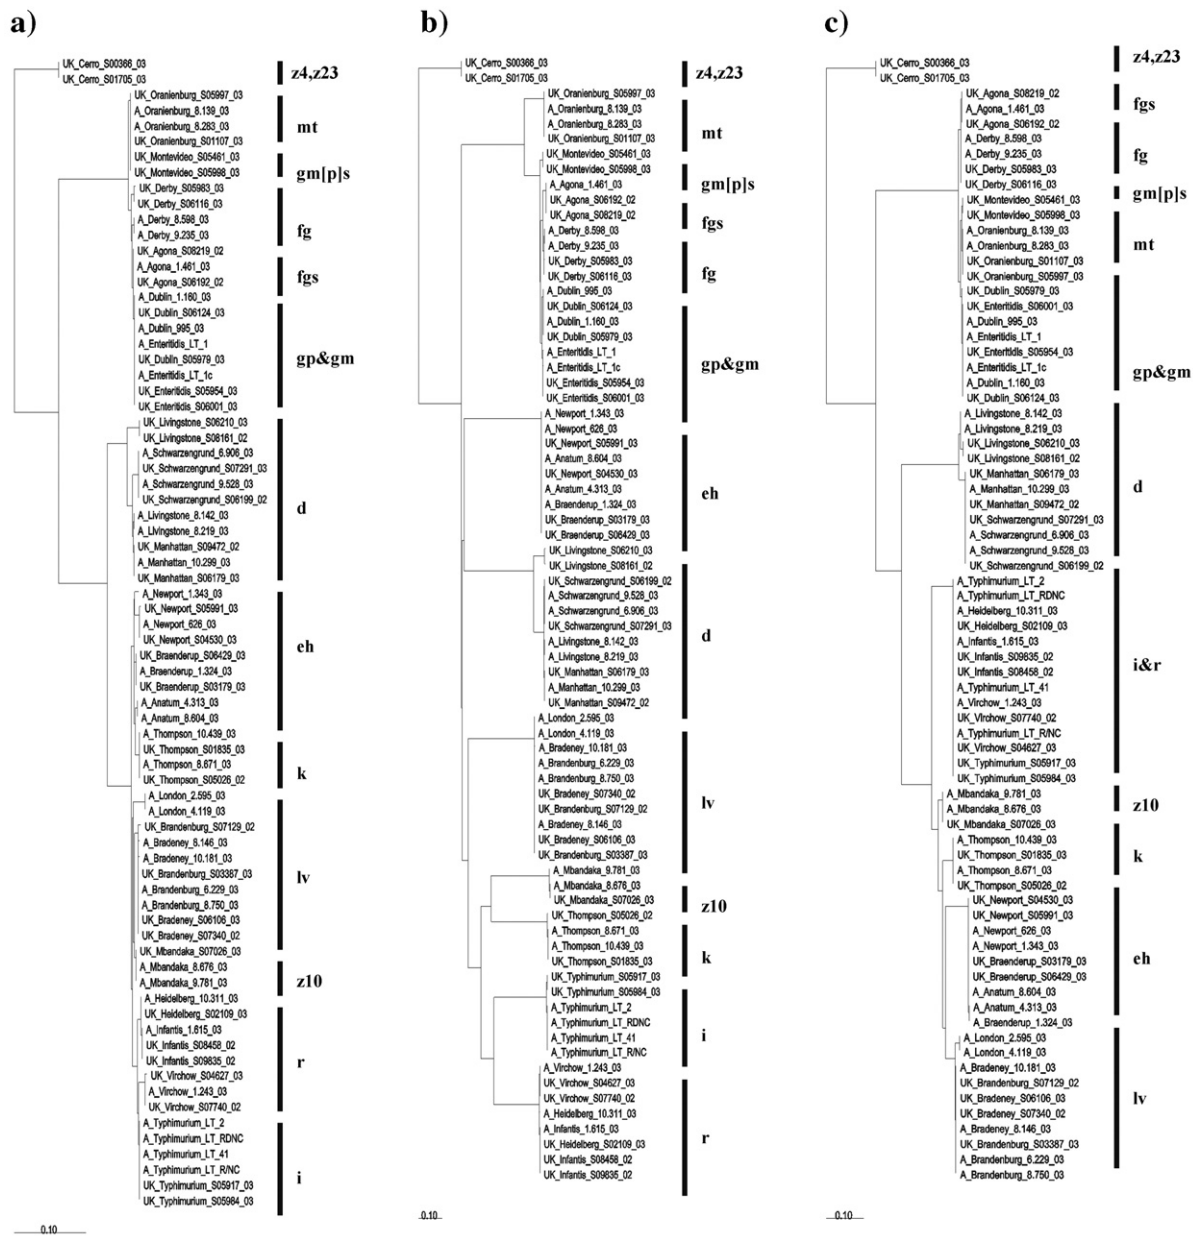 a)
UK_Cerro_S00366_03
UK_Cerro_S01705_03
z4,z23
UK_Oranienburg_S05997_03
A_Oranienburg_8.139_03
A_Oranienburg_8.283_03
UK_Oranienburg_S01107_03
mt
UK_Montevideo_S05461_03
UK_Montevideo_S05998_03
gm[p]s
UK_Derby_S05983_03
UK_Derby_S06116_03
A_Derby_8.598_03
A_Derby_9.235_03
fg
UK_Agona_S08219_02
A_Agona_1.461_03
UK_Agona_S06192_02
fgs
A_Dublin_1.160_03
UK_Dublin_S06124_03
A_Dublin_995_03
A_Enteritidis_LT_1
UK_Dublin_S05979_03
A_Enteritidis_LT_1c
UK_Enteritidis_S05954_03
UK_Enteritidis_S06001_03
gp&gm
UK_Livingstone_S06210_03
UK_Livingstone_S08161_02
A_Schwarzengrund_6.906_03
UK_Schwarzengrund_S07291_03
A_Schwarzengrund_9.528_03
UK_Schwarzengrund_S06199_02
A_Livingstone_8.142_03
A_Livingstone_8.219_03
UK_Manhattan_S09472_02
A_Manhattan_10.299_03
UK_Manhattan_S06179_03
d
A_Newport_1.343_03
UK_Newport_S05991_03
A_Newport_626_03
UK_Newport_S04530_03
UK_Braenderup_S06429_03
A_Braenderup_1.324_03
UK_Braenderup_S03179_03
A_Anatum_4.313_03
A_Anatum_8.604_03
eh
A_Thompson_10.439_03
UK_Thompson_S01835_03
A_Thompson_8.671_03
UK_Thompson_S05026_02
k
A_London_2.595_03
A_London_4.119_03
UK_Brandenburg_S07129_02
A_Bradeney_8.146_03
A_Bradeney_10.181_03
UK_Brandenburg_S03387_03
A_Brandenburg_6.229_03
A_Brandenburg_8.750_03
UK_Bradeney_S06106_03
UK_Bradeney_S07340_02
lv
UK_Mbandaka_S07026_03
A_Mbandaka_8.676_03
A_Mbandaka_9.781_03
z10
A_Heidelberg_10.311_03
UK_Heidelberg_S02109_03
A_Infantis_1.615_03
UK_Infantis_S08458_02
UK_Infantis_S09835_02
UK_Virchow_S04627_03
A_Virchow_1.243_03
UK_Virchow_S07740_02
r
A_Typhimurium_LT_2
A_Typhimurium_LT_RDNC
A_Typhimurium_LT_41
A_Typhimurium_LT_R/NC
UK_Typhimurium_S05917_03
UK_Typhimurium_S05984_03
i
0.10
b)
UK_Cerro_S00366_03
UK_Cerro_S01705_03
z4,z23
UK_Oranienburg_S05997_03
A_Oranienburg_8.139_03
A_Oranienburg_8.283_03
UK_Oranienburg_S01107_03
mt
UK_Montevideo_S05461_03
UK_Montevideo_S05998_03
gm[p]s
A_Agona_1.461_03
UK_Agona_S06192_02
UK_Agona_S08219_02
fgs
A_Derby_8.598_03
A_Derby_9.235_03
UK_Derby_S05983_03
UK_Derby_S06116_03
fg
A_Dublin_995_03
UK_Dublin_S06124_03
A_Dublin_1.160_03
UK_Dublin_S05979_03
A_Enteritidis_LT_1
A_Enteritidis_LT_1c
UK_Enteritidis_S05954_03
UK_Enteritidis_S06001_03
gp&gm
A_Newport_1.343_03
A_Newport_626_03
UK_Newport_S05991_03
A_Anatum_8.604_03
UK_Newport_S04530_03
A_Anatum_4.313_03
A_Braenderup_1.324_03
UK_Braenderup_S03179_03
UK_Braenderup_S06429_03
eh
UK_Livingstone_S06210_03
UK_Livingstone_S08161_02
UK_Schwarzengrund_S06199_02
A_Schwarzengrund_9.528_03
A_Schwarzengrund_6.906_03
UK_Schwarzengrund_S07291_03
A_Livingstone_8.142_03
A_Livingstone_8.219_03
UK_Manhattan_S06179_03
A_Manhattan_10.299_03
UK_Manhattan_S09472_02
d
A_London_2.595_03
A_London_4.119_03
A_Bradeney_10.181_03
A_Brandenburg_6.229_03
A_Brandenburg_8.750_03
UK_Bradeney_S07340_02
UK_Brandenburg_S07129_02
A_Bradeney_8.146_03
UK_Bradeney_S06106_03
UK_Brandenburg_S03387_03
lv
A_Mbandaka_9.781_03
A_Mbandaka_8.676_03
UK_Mbandaka_S07026_03
z10
UK_Thompson_S05026_02
A_Thompson_8.671_03
A_Thompson_10.439_03
UK_Thompson_S01835_03
k
UK_Typhimurium_S05917_03
UK_Typhimurium_S05984_03
A_Typhimurium_LT_2
A_Typhimurium_LT_RDNC
A_Typhimurium_LT_41
A_Typhimurium_LT_R/NC
i
A_Virchow_1.243_03
UK_Virchow_S04627_03
UK_Virchow_S07740_02
A_Heidelberg_10.311_03
A_Infantis_1.615_03
UK_Heidelberg_S02109_03
UK_Infantis_S08458_02
UK_Infantis_S09835_02
r
0.10
c)
UK_Cerro_S00366_03
UK_Cerro_S01705_03
z4,z23
UK_Agona_S08219_02
A_Agona_1.461_03
UK_Agona_S06192_02
fgs
A_Derby_8.598_03
A_Derby_9.235_03
UK_Derby_S05983_03
UK_Derby_S06116_03
fg
UK_Montevideo_S05461_03
UK_Montevideo_S05998_03
gm[p]s
A_Oranienburg_8.139_03
A_Oranienburg_8.283_03
UK_Oranienburg_S01107_03
UK_Oranienburg_S05997_03
mt
UK_Dublin_S05979_03
UK_Enteritidis_S06001_03
A_Dublin_995_03
A_Enteritidis_LT_1
UK_Enteritidis_S05954_03
A_Enteritidis_LT_1c
A_Dublin_1.160_03
UK_Dublin_S06124_03
gp&gm
A_Livingstone_8.142_03
A_Livingstone_8.219_03
UK_Livingstone_S06210_03
UK_Livingstone_S08161_02
UK_Manhattan_S06179_03
A_Manhattan_10.299_03
UK_Manhattan_S09472_02
UK_Schwarzengrund_S07291_03
A_Schwarzengrund_6.906_03
A_Schwarzengrund_9.528_03
UK_Schwarzengrund_S06199_02
d
A_Typhimurium_LT_2
A_Typhimurium_LT_RDNC
A_Heidelberg_10.311_03
UK_Heidelberg_S02109_03
A_Infantis_1.615_03
UK_Infantis_S09835_02
UK_Infantis_S08458_02
A_Typhimurium_LT_41
A_Virchow_1.243_03
UK_Virchow_S07740_02
A_Typhimurium_LT_R/NC
UK_Virchow_S04627_03
UK_Typhimurium_S05917_03
UK_Typhimurium_S05984_03
i&r
A_Mbandaka_9.781_03
A_Mbandaka_8.676_03
UK_Mbandaka_S07026_03
z10
A_Thompson_10.439_03
UK_Thompson_S01835_03
A_Thompson_8.671_03
UK_Thompson_S05026_02
k
UK_Newport_S04530_03
UK_Newport_S05991_03
A_Newport_626_03
A_Newport_1.343_03
UK_Braenderup_S03179_03
UK_Braenderup_S06429_03
A_Anatum_8.604_03
A_Anatum_4.313_03
A_Braenderup_1.324_03
eh
A_London_2.595_03
A_London_4.119_03
A_Bradeney_10.181_03
UK_Brandenburg_S07129_02
UK_Bradeney_S06106_03
UK_Bradeney_S07340_02
A_Bradeney_8.146_03
UK_Brandenburg_S03387_03
A_Brandenburg_6.229_03
A_Brandenburg_8.750_03
lv
0.10